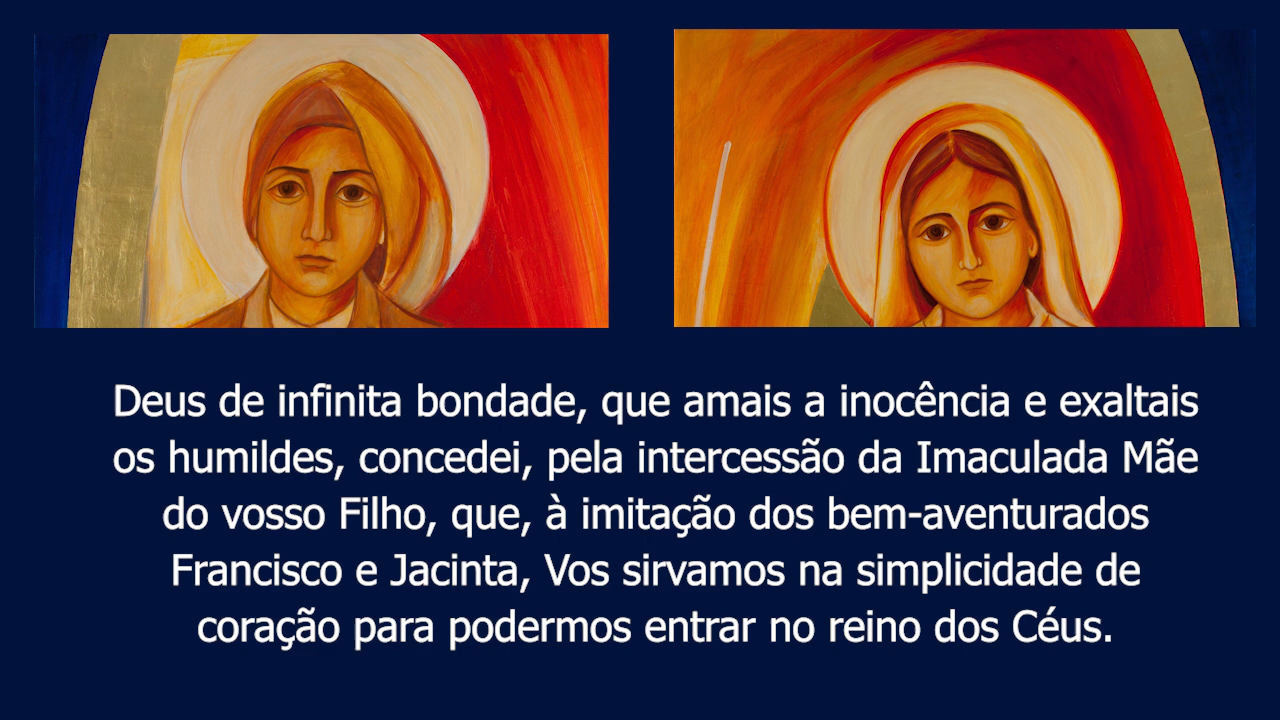 Deus de infinita bondade, que amais a inocência e exaltais
os humildes, concedei, pela intercessão da Imaculada Mãe
do vosso Filho, que, à imitação dos bem-aventurados
Francisco e Jacinta, Vos sirvamos na simplicidade de
coração para podermos entrar no reino dos Céus.